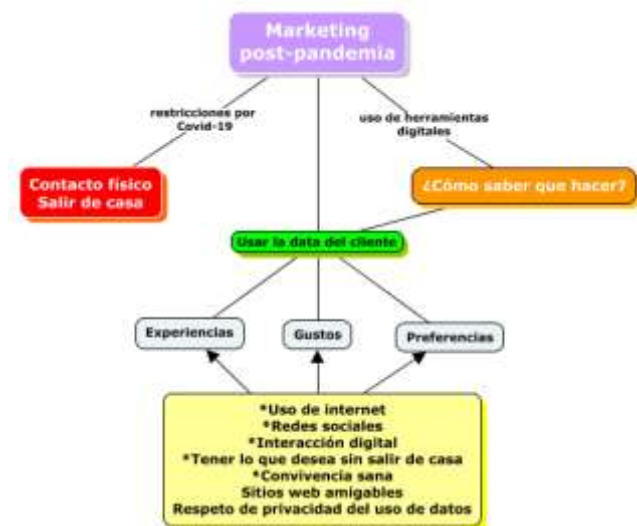 Marketing
post-pandemia
restricciones por
Covid-19
uso de herramientas
digitales
Contacto físico
Salir de casa
¿Cómo saber que hacer?
Usar la data del cliente
Experiencias
Gustos
Preferencias
*Uso de internet
*Redes sociales
*Interacción digital
*Tener lo que desea sin salir de casa
*Convivencia sana
Sitios web amigables
Respeto de privacidad del uso de datos